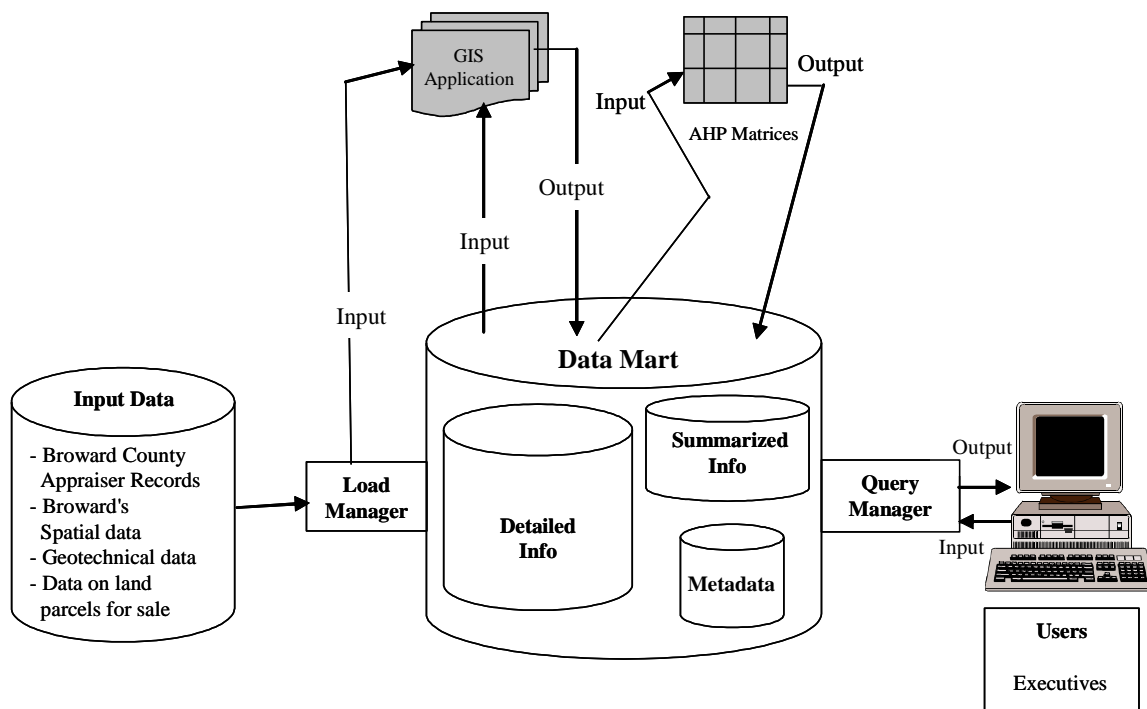 GIS
Application
Output
Input
AHP Matrices
Output
Input
Input
Data Mart
Input Data
- Broward County
Appraiser Records
- Broward's
Spatial data
- Geotechnical data
- Data on land
parcels for sale
Load
Manager
Detailed
Info
Summarized
Info
Metadata
Query
Manager
Output
Input
Users
Executives